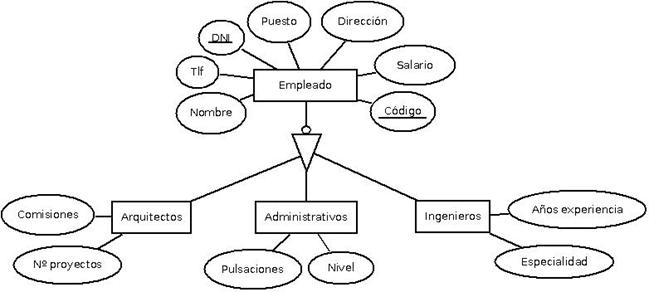 Puesto
Dirección
DNI
Tlf
Empleado
Salario
Nombre
Código
Comisiones
Arquitectos
Administrativos
Ingenieros
Años experiencia
Nº proyectos
Pulsaciones
Nivel
Especialidad